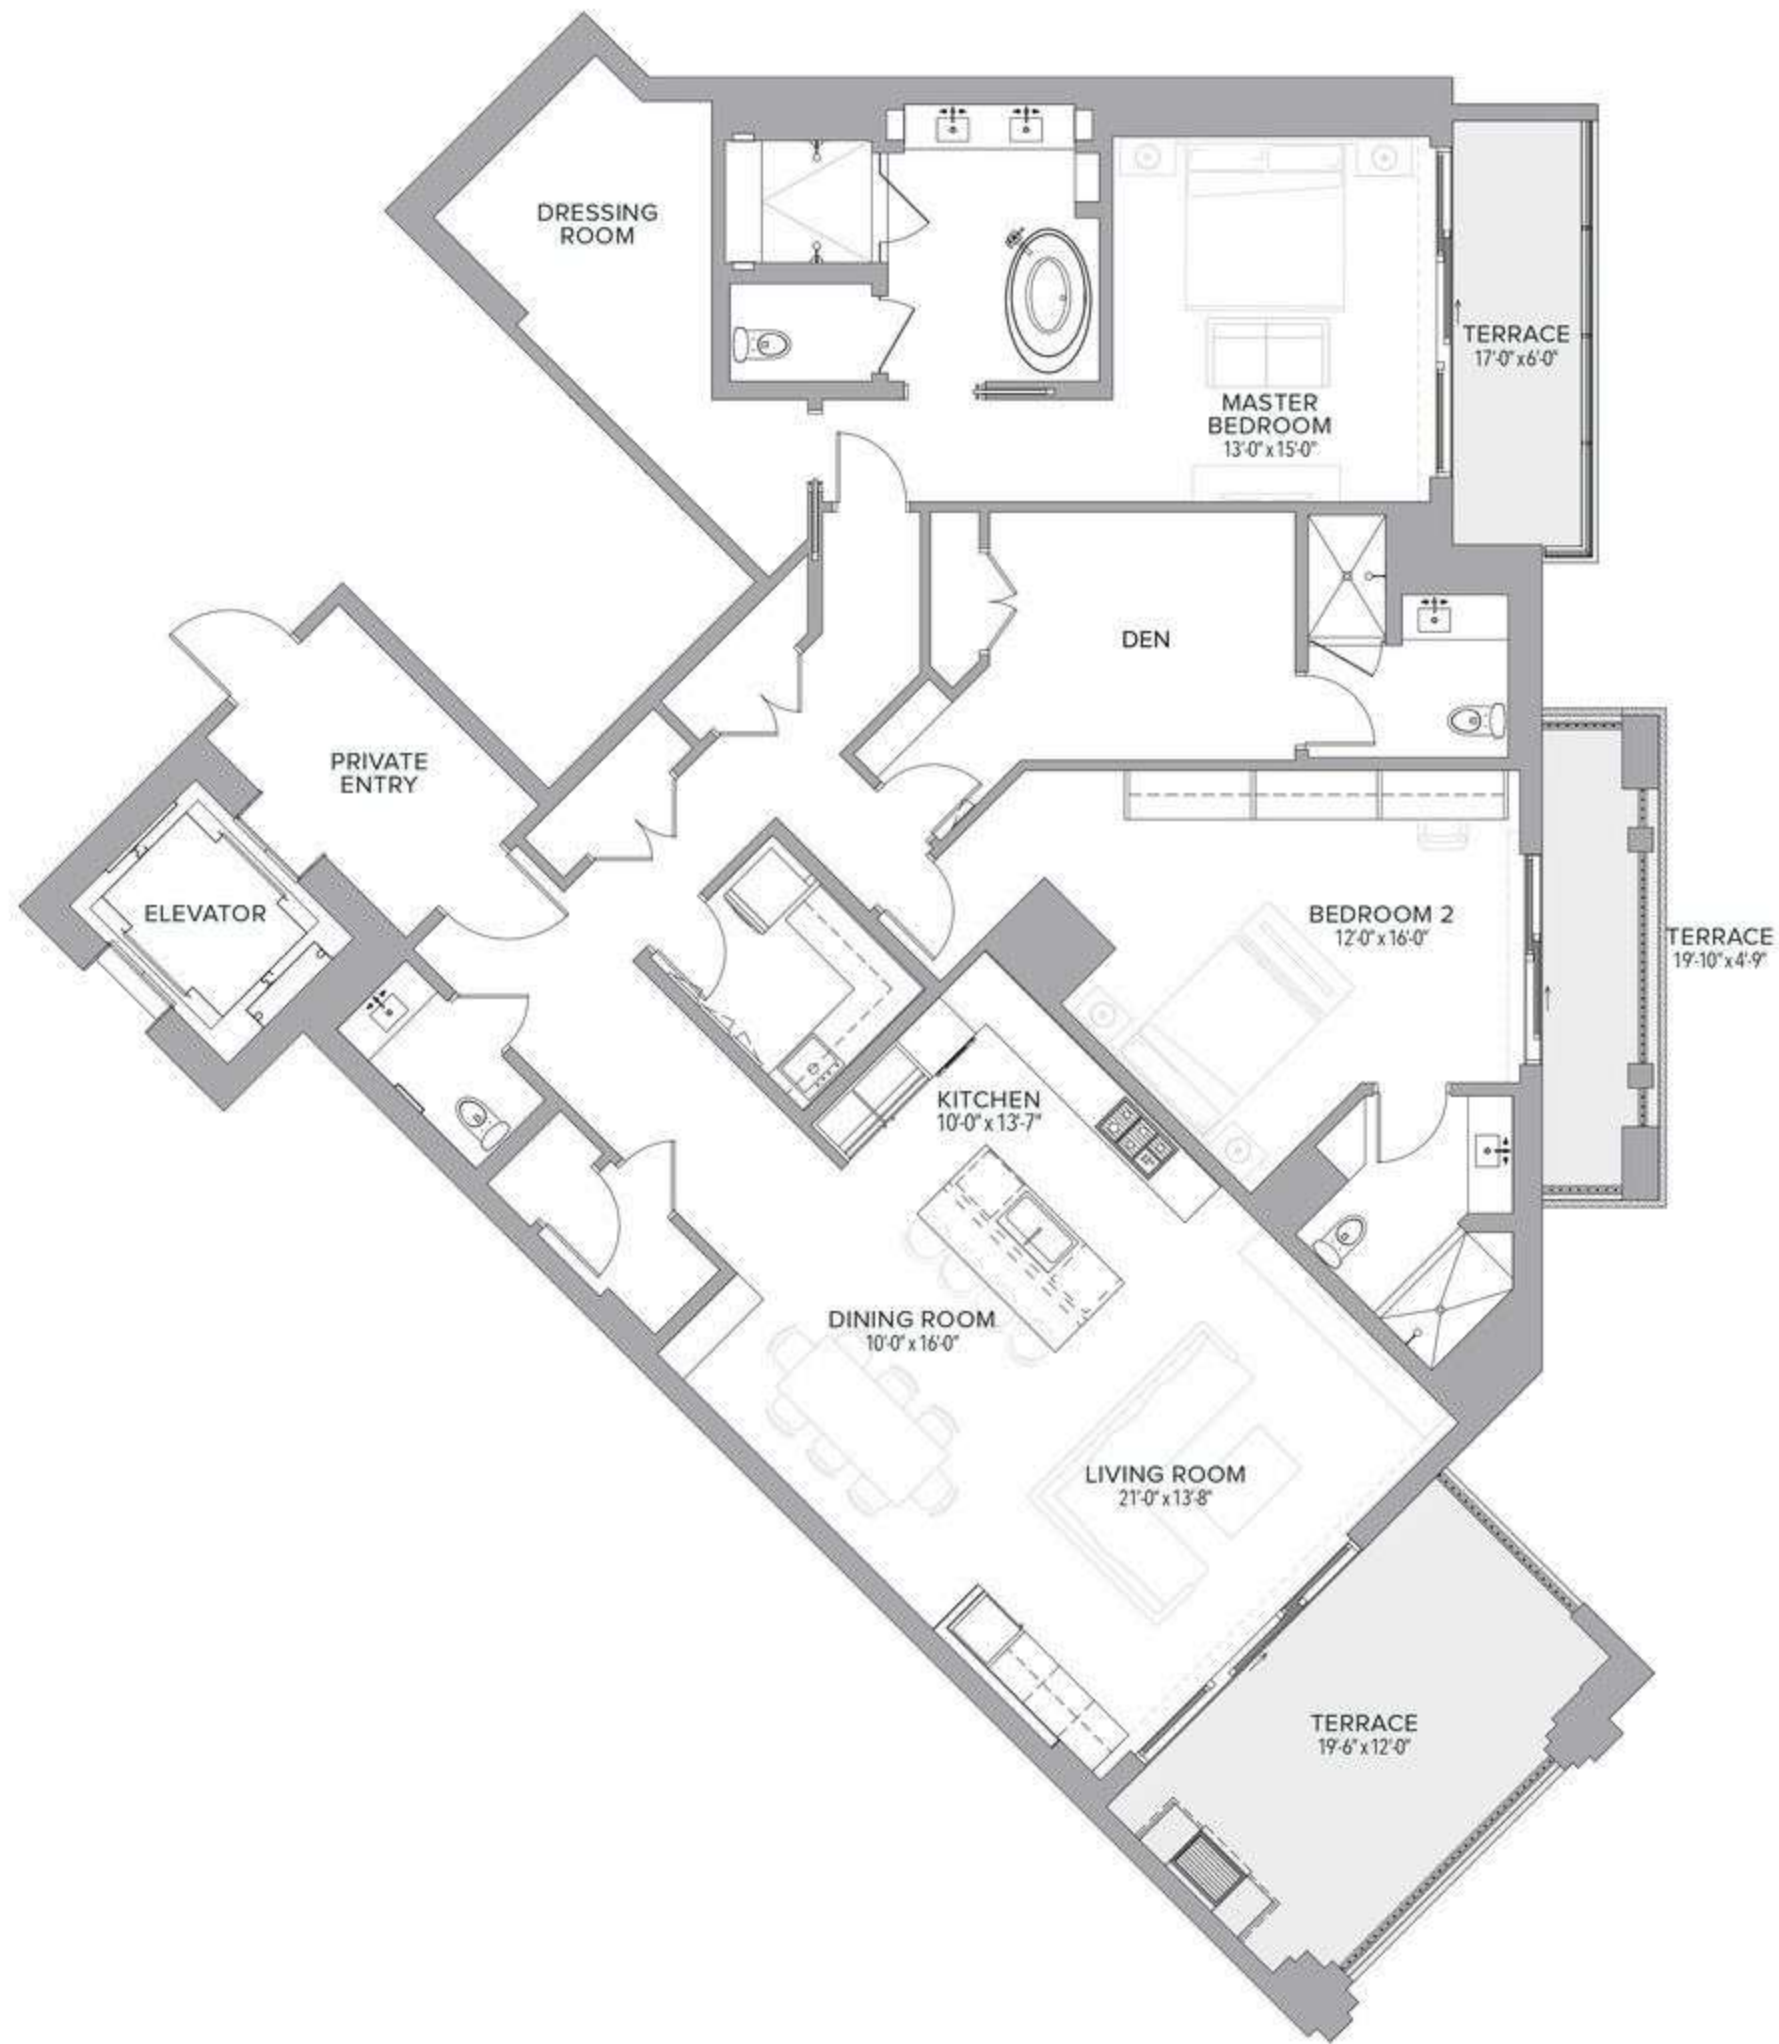 DRESSING
ROOM
TERRACE
17'-0" x 6'-0"
MASTER
BEDROOM
13'-0" x 15'-0"
DEN
PRIVATE
ENTRY
ELEVATOR
BEDROOM 2
12'-0" x 16'-0"
TERRACE
19'-10" x 4'-9"
KITCHEN
10'-0" x 13'-7"
DINING ROOM
10'-0" x 16'-0"
LIVING ROOM
21'-0" x 13'-8"
TERRACE
19'-6" x 12'-0"